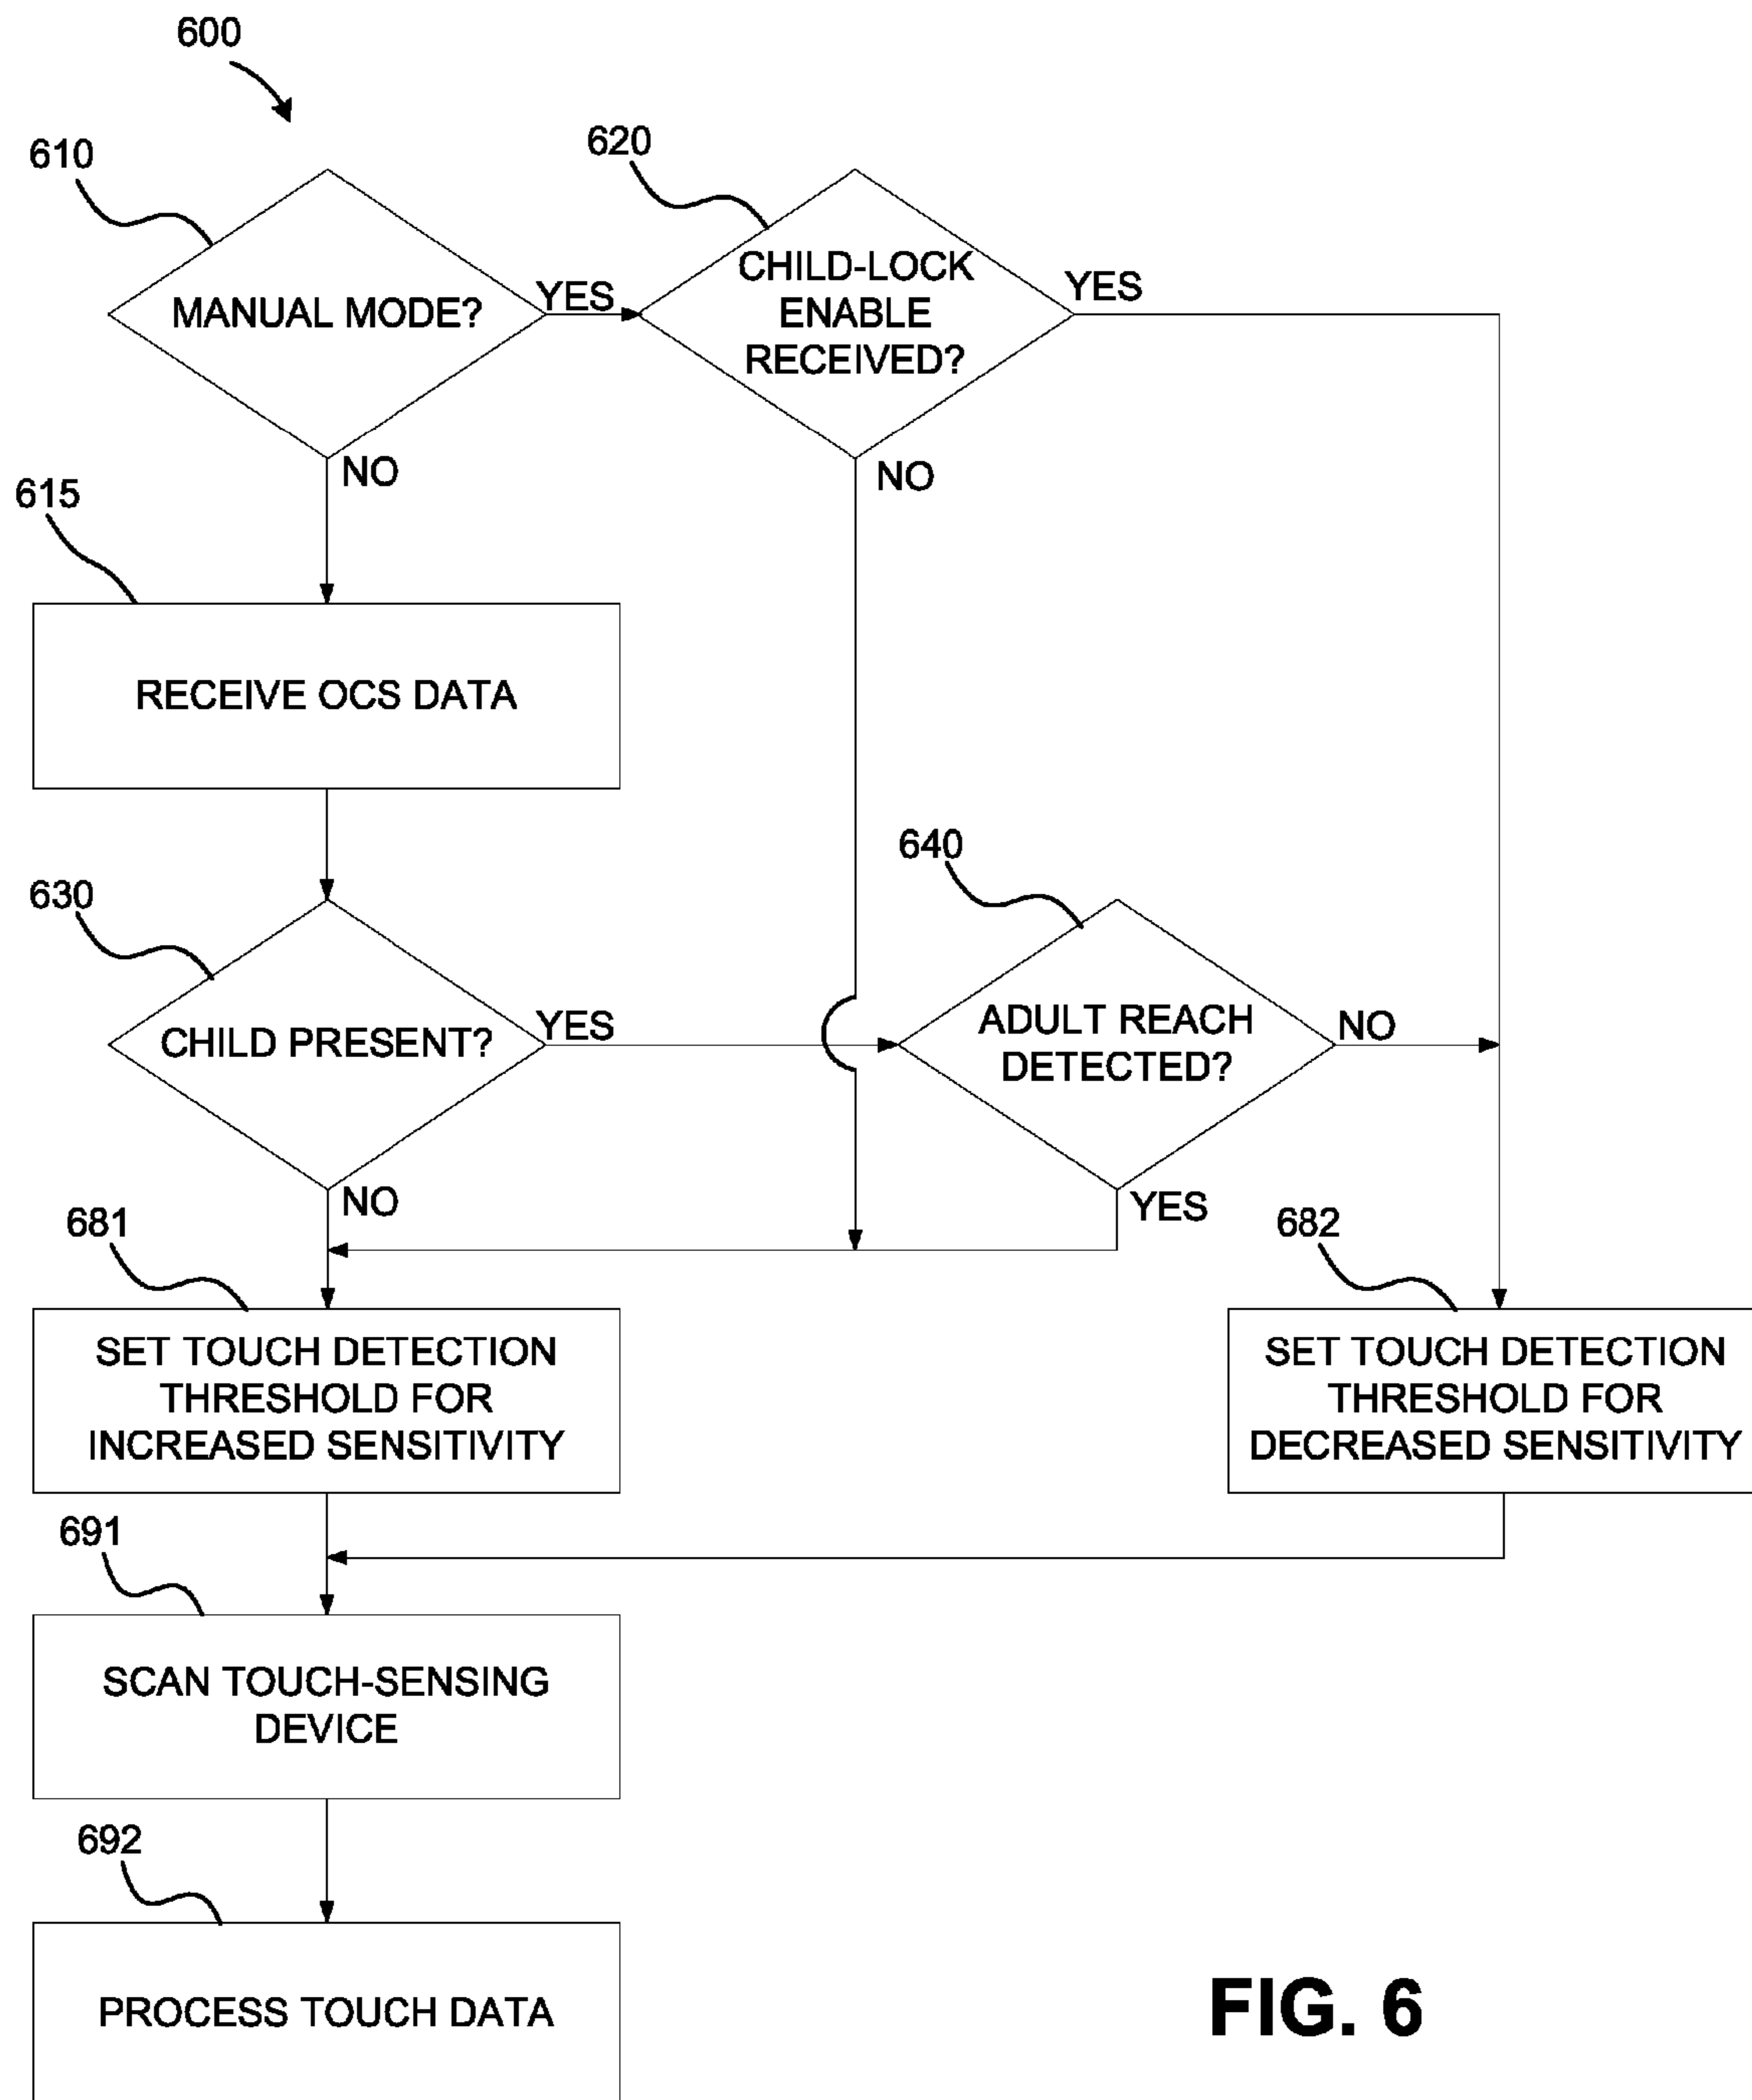 600
610
620
MANUAL MODE?
YES
CHILD-LOCK
ENABLE
RECEIVED?
YES
NO
NO
615
RECEIVE OCS DATA
630
640
CHILD PRESENT?
YES
ADULT REACH
DETECTED?
NO
NO
YES
681
682
SET TOUCH DETECTION
THRESHOLD FOR
INCREASED SENSITIVITY
SET TOUCH DETECTION
THRESHOLD FOR
DECREASED SENSITIVITY
691
SCAN TOUCH-SENSING
DEVICE
692
PROCESS TOUCH DATA
FIG. 6